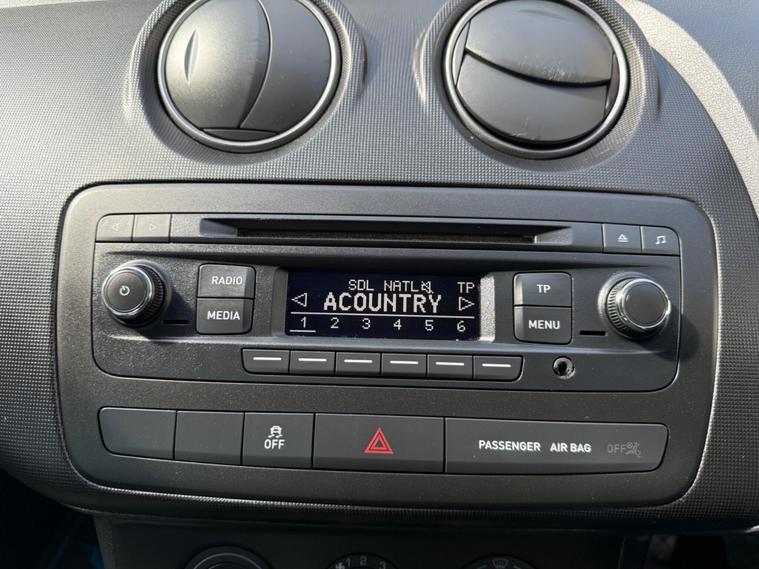 RADIO
MEDIA
SDL NATL TP
ACOUNTRY
1 2 3 4 5 6
TP
MENU
OFF
PASSENGER AIR BAG OFF